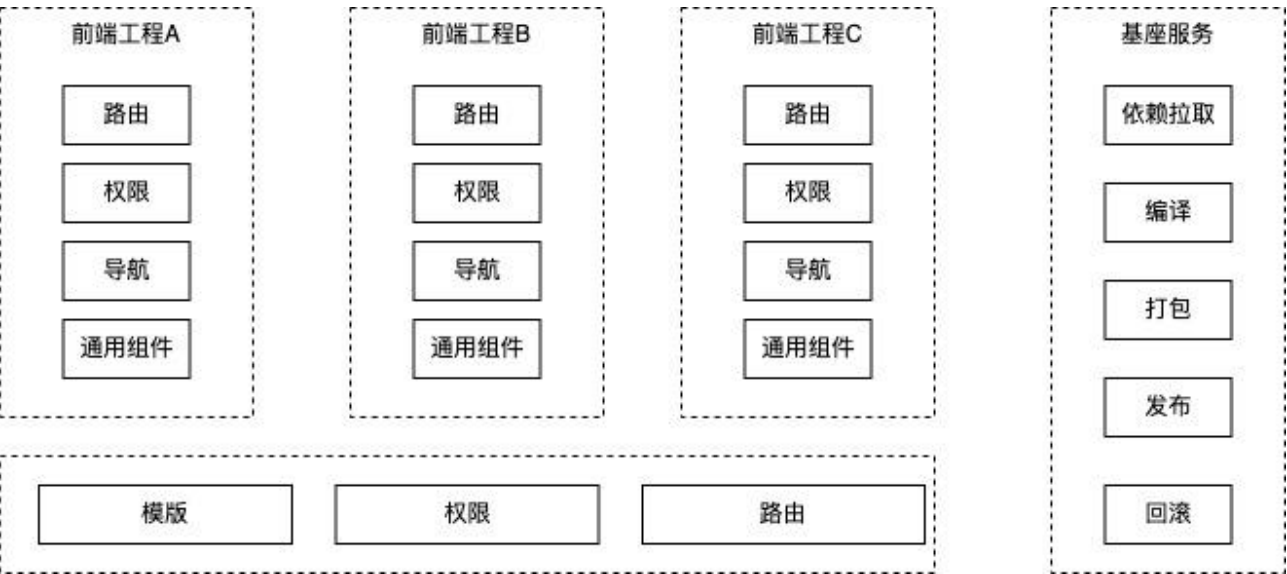 前端工程A
路由
权限
导航
通用组件
前端工程B
路由
权限
导航
通用组件
前端工程C
路由
权限
导航
通用组件
模版
权限
路由
基座服务
依赖拉取
编译
打包
发布
回滚